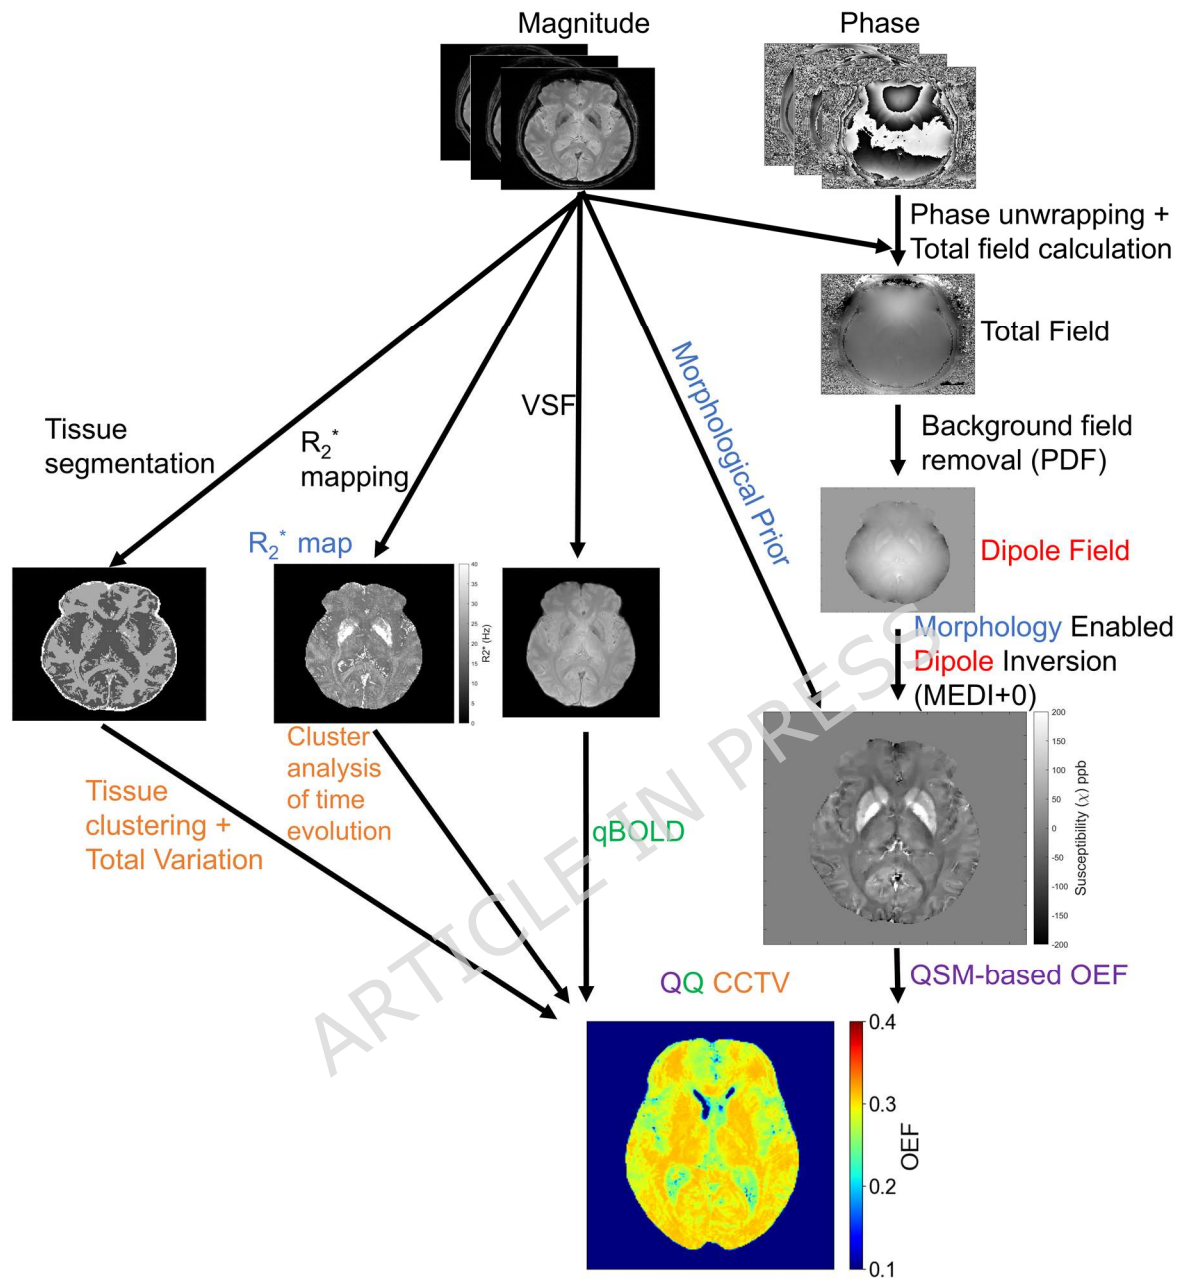 Magnitude
Phase
Phase unwrapping +
Total field calculation
Total Field
Morphological Prior
VSF
Tissue
segmentation
R₂*
mapping
Background field
removal (PDF)
R₂* map
Dipole Field
40
35
30
25
20
15
10
5
0
R2* (Hz)
Morphology Enabled
Dipole Inversion
(MEDI+0)
200
150
100
50
0
-50
-100
-150
-200
Susceptibility (χ) ppb
Cluster
analysis
of time
evolution
Tissue
clustering +
Total Variation
qBOLD
ARTICLE IN PRESS
QQ CCTV
QSM-based OEF
0.4
0.3
0.2
0.1
OEF